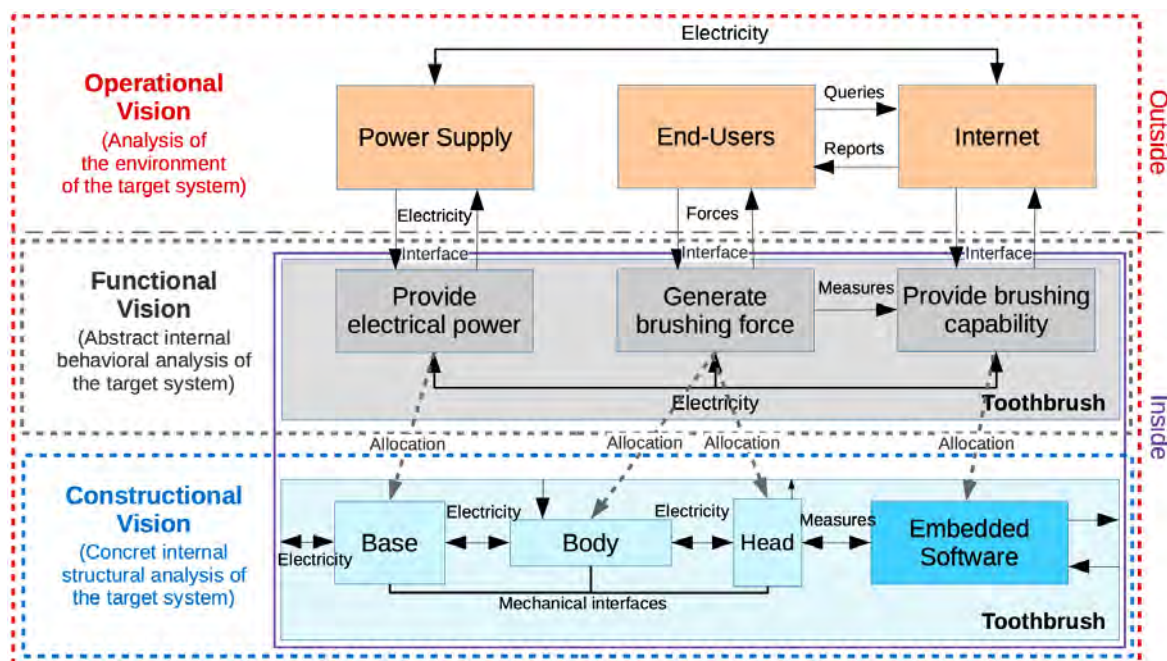 Electricity
Operational
Vision
(Analysis of
the environment
of the target system)
Power Supply
End-Users
Queries
Reports
Internet
Outside
Electricity
Forces
Interface
Interface
Interface
Functional
Vision
(Abstract internal
behavioral analysis of
the target system)
Provide
electrical power
Generate
brushing force
Measures
Provide brushing
capability
Electricity
Toothbrush
Inside
Allocation
Allocation
Allocation
Allocation
Constructional
Vision
(Concret internal
structural analysis of
the target system)
Electricity
Base
Electricity
Body
Electricity
Head
Measures
Embedded
Software
Mechanical interfaces
Toothbrush